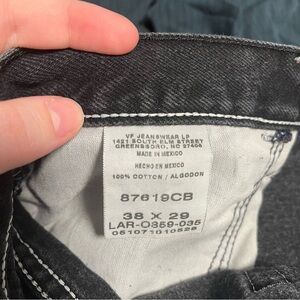 VF JEANSWEAR LP
1421 SOUTH ELM STREET
GREENSBORO, NC 27406
MADE IN MEXICO
HECHO EN MEXICO
100% COTTON / ALGODON
87619CB
38 X 29
LAR-O359-035
051071010528